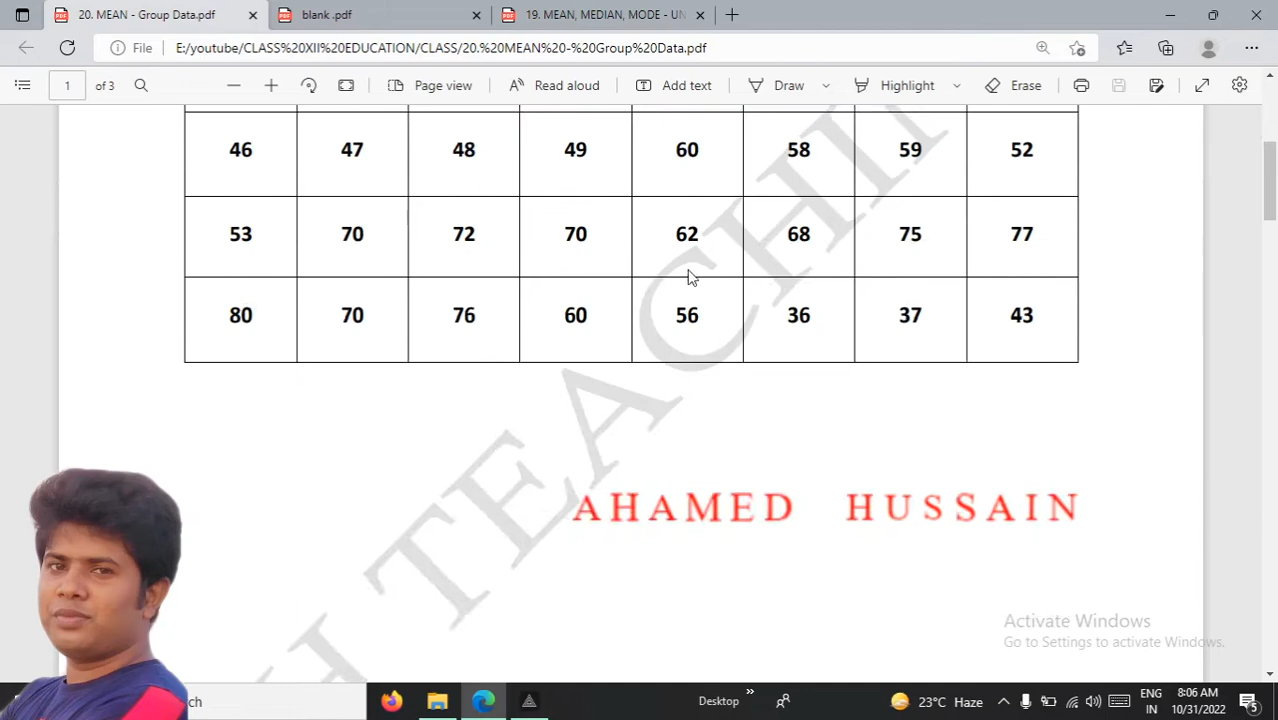 20. MEAN - Group Data.pdf
blank .pdf
19. MEAN, MEDIAN, MODE - UN
File
E:/youtube/CLASS%20XII%20EDUCATION/CLASS/20.%20MEAN%20-%20Group%20Data.pdf
1 of 3
Page view
Read aloud
Add text
Draw
Highlight
Erase
46 47 48 49 60 58 59 52
53 70 72 70 62 68 75 77
80 70 76 60 56 36 37 43
H TEACHI
AHAMED HUSSAIN
Activate Windows
Go to Settings to activate Windows.
rch
Desktop
23°C Haze
ENG
IN
8:06 AM
10/31/2022
5